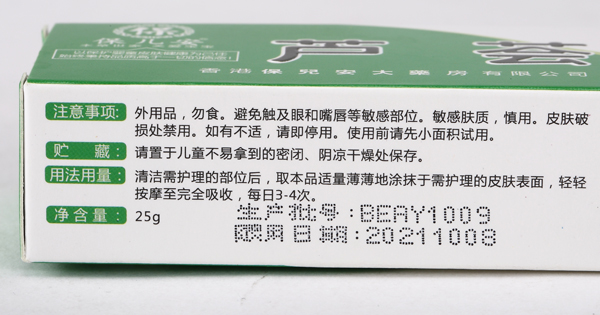 保儿安
芦荟
香港保兒安大藥房有限公司
注意事项: 外用品，勿食。避免触及眼和嘴唇等敏感部位。敏感肤质，慎用。皮肤破
损处禁用。如有不适，请即停用。使用前请先小面积试用。
贮藏: 请置于儿童不易拿到的密闭、阴凉干燥处保存。
用法用量: 清洁需护理的部位后，取本品适量薄薄地涂抹于需护理的皮肤表面，轻轻
按摩至完全吸收，每日3-4次。
净含量: 25g
生产批号:BEAY1009
限用日期:20211008